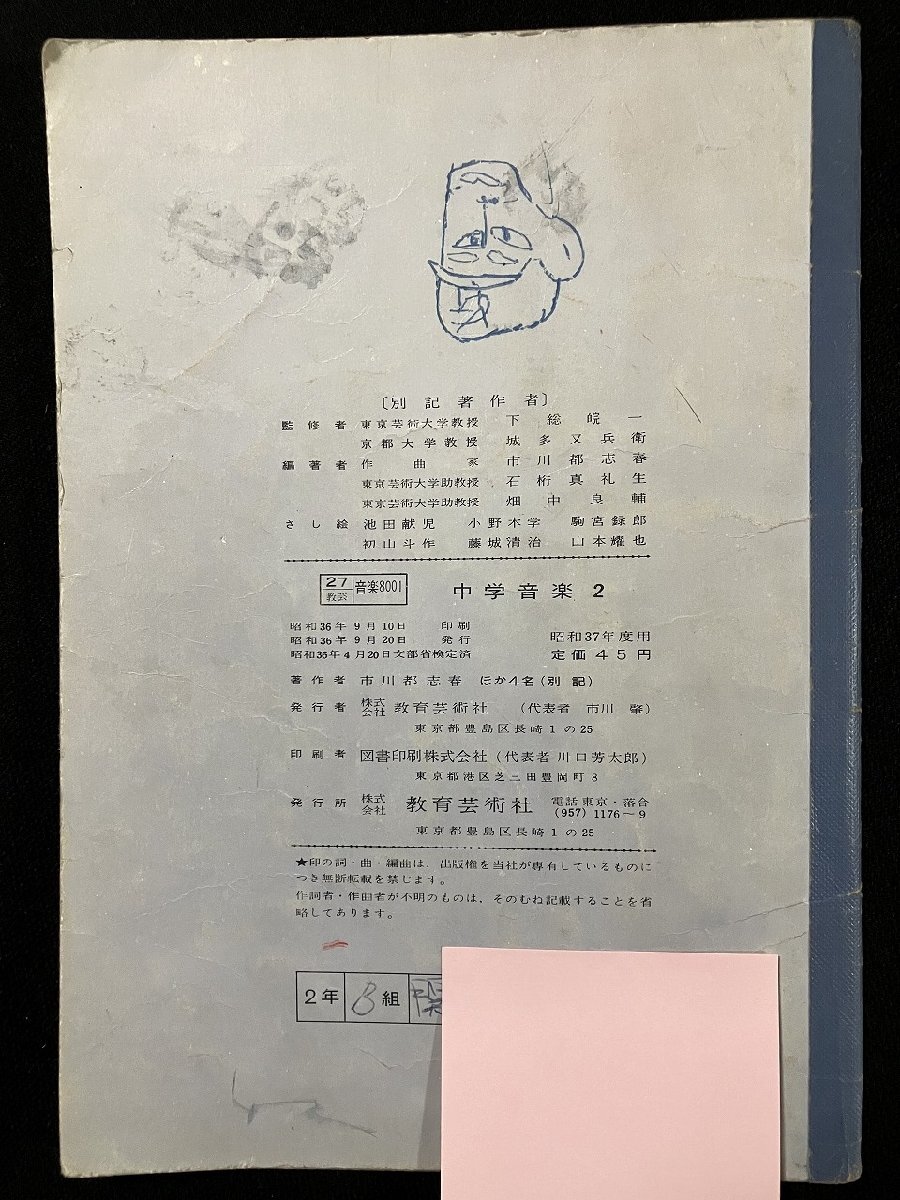 〔別記著作者〕
監修者 東京芸術大学教授 下総皖一
京都大学教授 城多又兵衛
編著者 作曲家 市川都志春
東京芸術大学助教授 石桁真礼生
東京芸術大学助教授 畑中良輔
さし絵 池田献児 小野木学 駒宮録郎
初山斗作 藤城清治 山本耀也
27 教芸 音楽8001 中学音楽 2
昭和36年9月10日 印刷
昭和36年9月20日 発行 昭和37年度用
昭和35年4月20日文部省検定済 定価45円
著作者 市川都志春 ほか4名(別記)
発行者 株式会社 教育芸術社 (代表者 市川 肇)
東京都豊島区長崎1の25
印刷者 図書印刷株式会社(代表者 川口芳太郎)
東京都港区芝三田豊岡町8
発行所 株式会社 教育芸術社 電話東京・落合
(957) 1176~9
東京都豊島区長崎1の25
★印の詞・曲・編曲は、出版権を当社が専有しているものに
つき無断転載を禁じます。
作詞者・作曲者が不明のものは、そのむね記載することを省
略してあります。
2年 B組